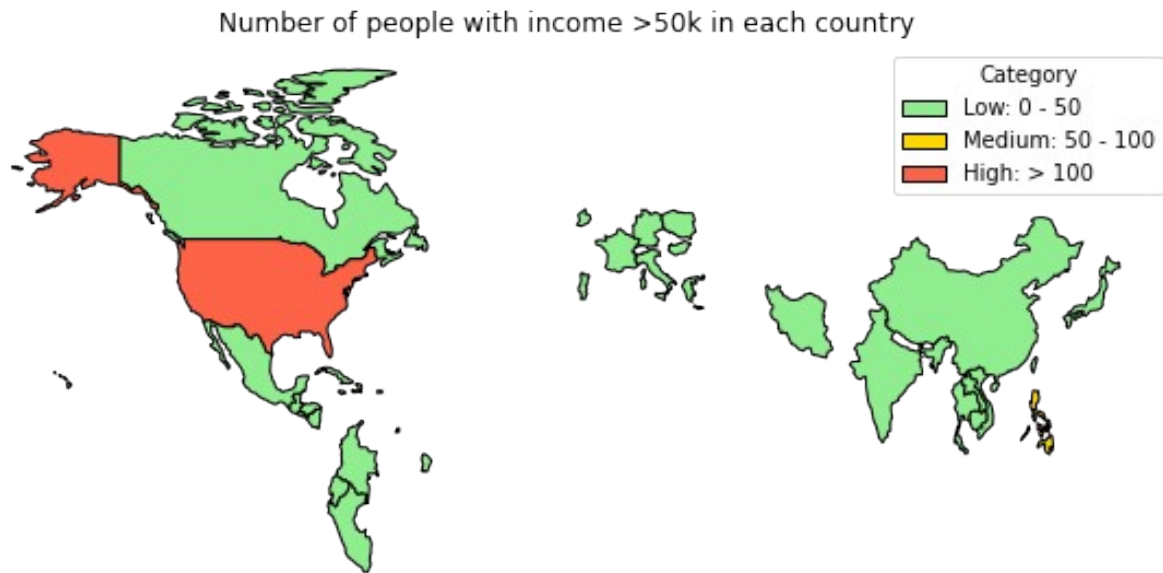 Number of people with income >50k in each country
Category
Low: 0 - 50
Medium: 50 - 100
High: > 100